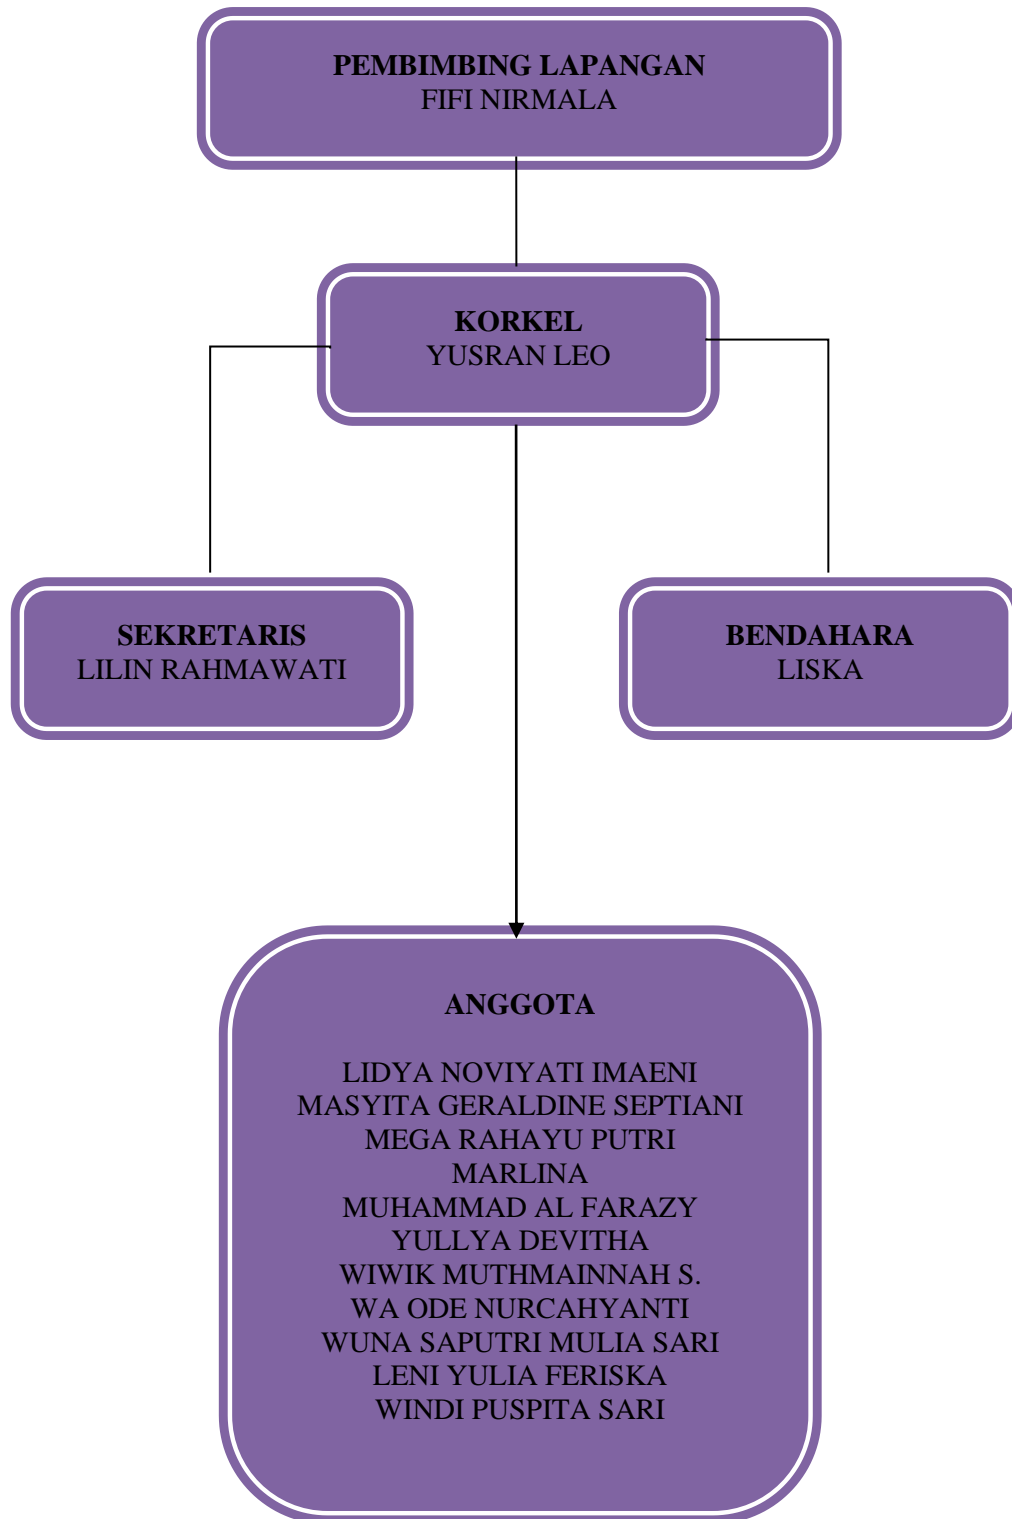 PEMBIMBING LAPANGAN
FIFI NIRMALA
KORKEL
YUSRAN LEO
SEKRETARIS
LILIN RAHMAWATI
BENDAHARA
LISKA
ANGGOTA
LIDYA NOVIYATI IMAENI
MASYITA GERALDINE SEPTIANI
MEGA RAHAYU PUTRI
MARLINA
MUHAMMAD AL FARAZY
YULLYA DEVITHA
WIWIK MUTHMAINNAH S.
WA ODE NURCAHYANTI
WUNA SAPUTRI MULIA SARI
LENI YULIA FERISKA
WINDI PUSPITA SARI